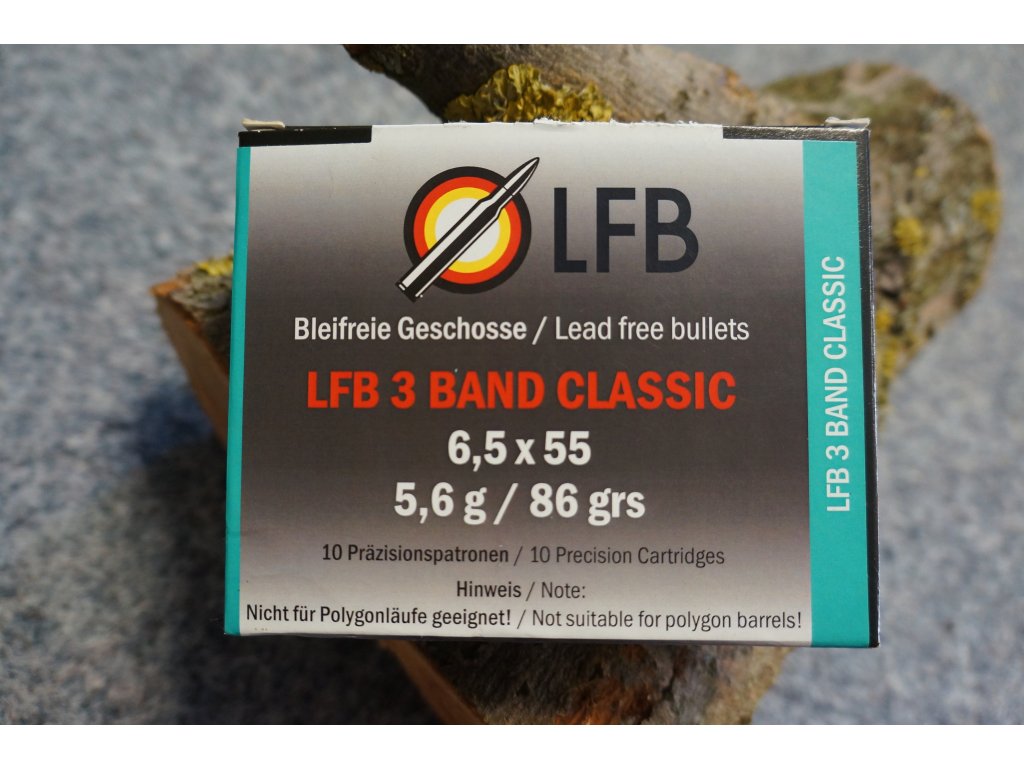 LFB
Bleifreie Geschosse / Lead free bullets
LFB 3 BAND CLASSIC
6,5 x 55
5,6 g / 86 grs
10 Präzisionspatronen / 10 Precision Cartridges
Hinweis / Note:
Nicht für Polygonläufe geeignet! / Not suitable for polygon barrels!
LFB 3 BAND CLASSIC